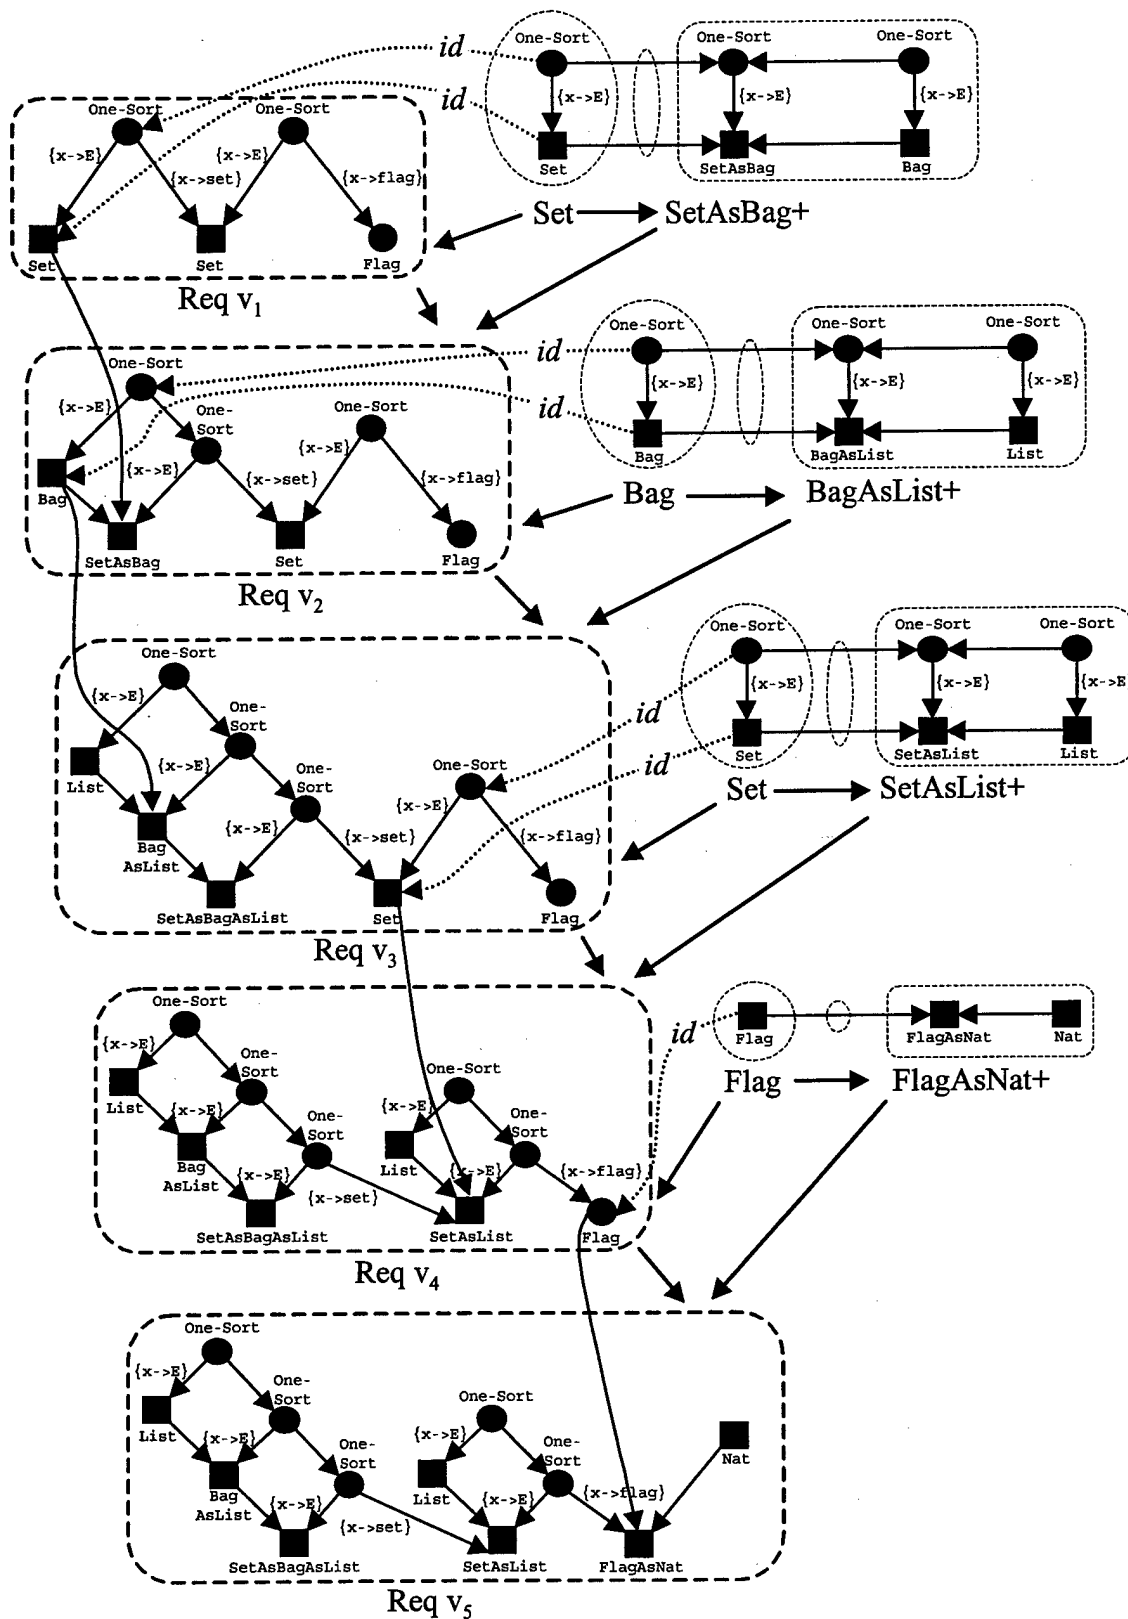 One-Sort One-Sort One-Sort
id
{x->E} {x->E} {x->E}
id
Set SetAsBag Bag
Set SetAsBag+
One-Sort One-Sort
{x->E} {x->set} {x->E} {x->flag}
Set Set Flag
Req v1
One-Sort One-Sort One-Sort
id
{x->E} {x->E} {x->E}
id
Bag BagAsList List
Bag BagAsList+
One-Sort
{x->E} One-
Sort
One-Sort
{x->E} {x->set} {x->E} {x->flag}
Bag
SetAsBag Set Flag
Req v2
One-Sort One-Sort One-Sort
id
{x->E} {x->E} {x->E
id
Set SetAsList List
Set SetAsList+
One-Sort
{x->E} One-
Sort
List {x->E} One-
Sort
One-Sort
Bag
AsList
{x->E} {x->set} {x->E} {x->flag}
SetAsBagAsList Set Flag
Req v3
id
Flag FlagAsNat Nat
Flag FlagAsNat+
One-Sort
{x->E} One-
Sort
List {x->E} One-
Sort
One-Sort
{x->E} One-
Sort
Bag
AsList
{x->E} {x->set} List {x->E} {x->flag}
SetAsBagAsList SetAsList Flag
Req v4
One-Sort
{x->E} One-
Sort
List {x->E} One-
Sort
One-Sort
{x->E} One-
Sort
Nat
Bag
AsList
{x->E} {x->set} List {x->E} {x->flag}
SetAsBagAsList SetAsList FlagAsNat
Req v5